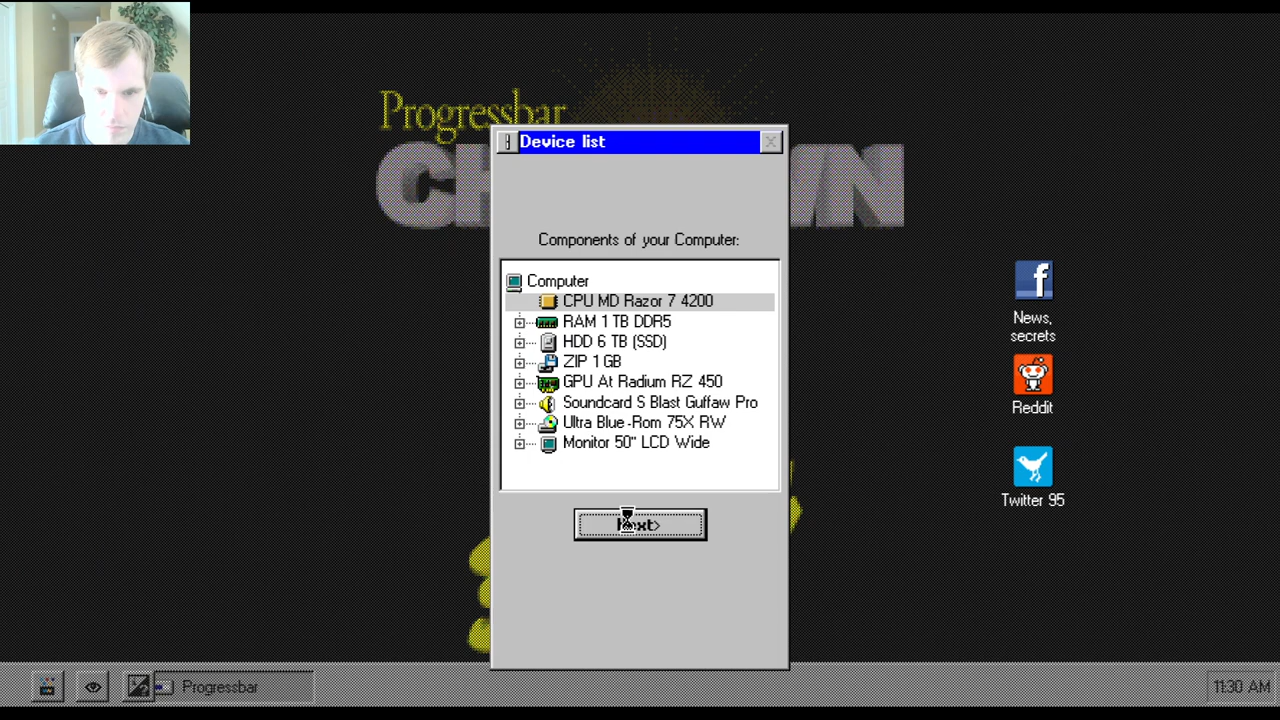 Progressbar
Device list
Components of your Computer:
Computer
CPU MD Razor 7 4200
RAM 1 TB DDR5
HDD 6 TB (SSD)
ZIP 1 GB
GPU At Radium RZ 450
Soundcard S Blast Guffaw Pro
Ultra Blue-Rom 75X RW
Monitor 50" LCD Wide
Next>
News,
secrets
Reddit
Twitter 95
Progressbar
11:30 AM